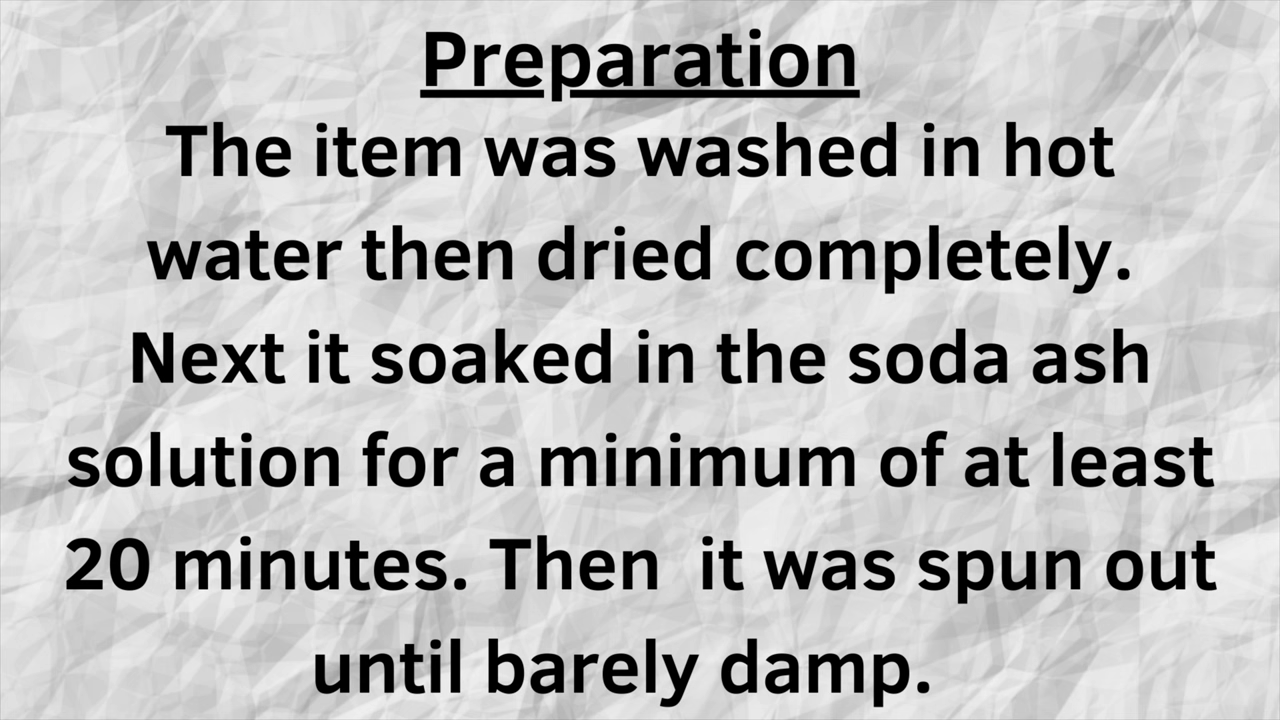 Preparation
The item was washed in hot
water then dried completely.
Next it soaked in the soda ash
solution for a minimum of at least
20 minutes. Then  it was spun out
until barely damp.